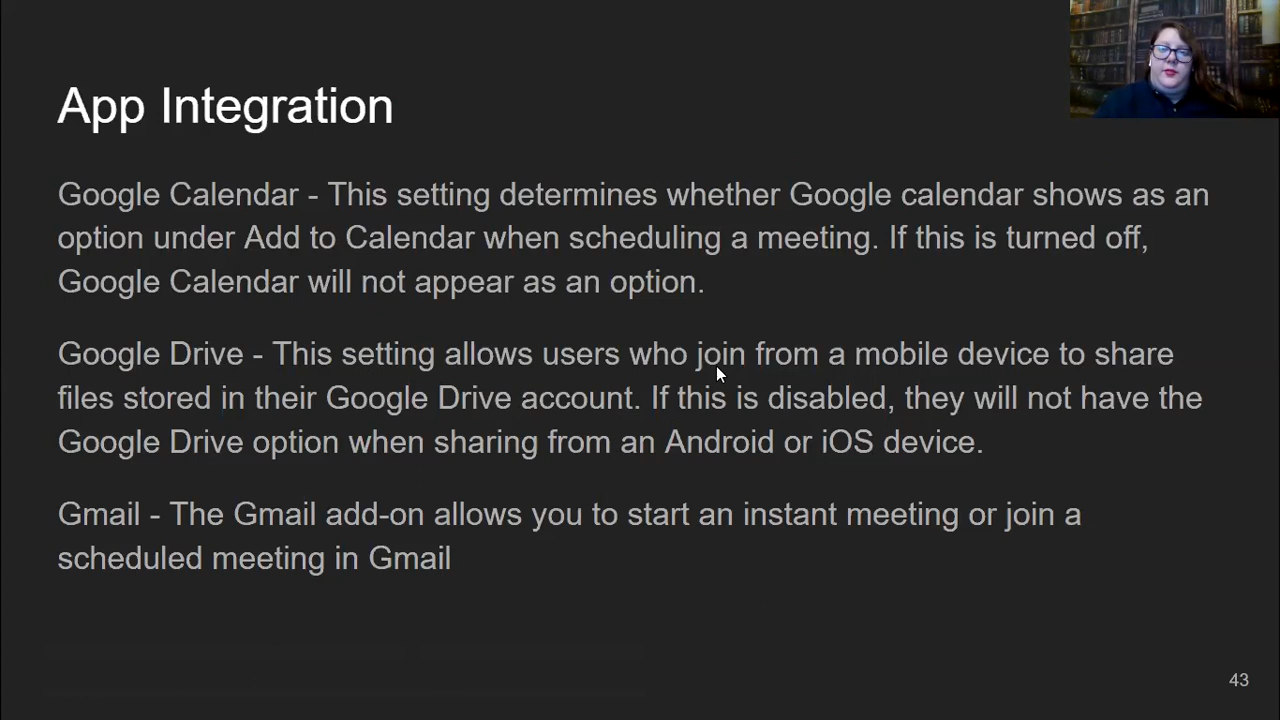 App Integration
Google Calendar - This setting determines whether Google calendar shows as an
option under Add to Calendar when scheduling a meeting. If this is turned off,
Google Calendar will not appear as an option.
Google Drive - This setting allows users who join from a mobile device to share
files stored in their Google Drive account. If this is disabled, they will not have the
Google Drive option when sharing from an Android or iOS device.
Gmail - The Gmail add-on allows you to start an instant meeting or join a
scheduled meeting in Gmail
43